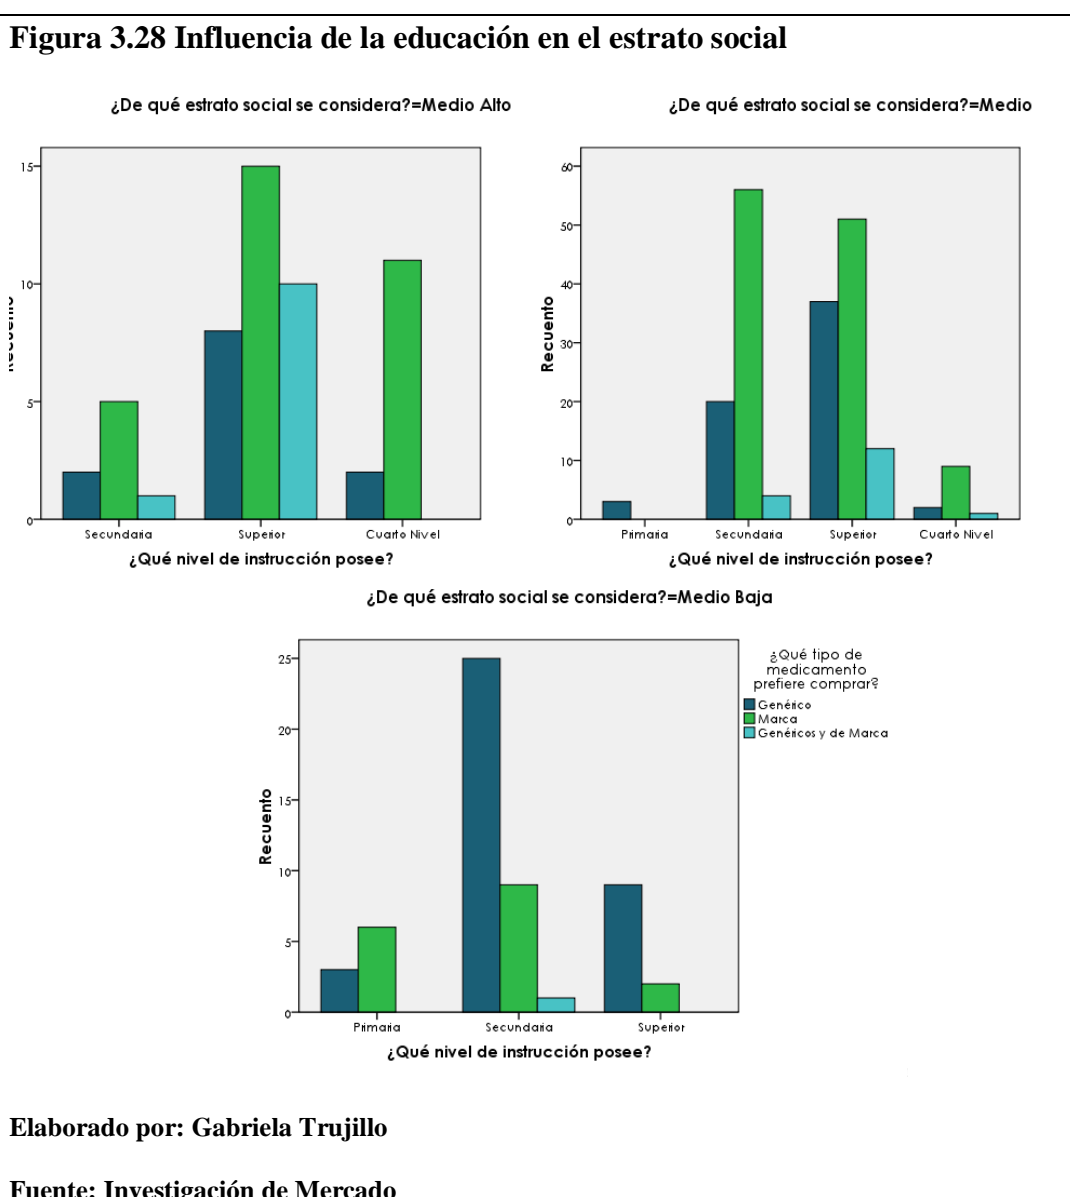 Figura 3.28 Influencia de la educación en el estrato social
¿De qué estrato social se considera?=Medio Alto
15
10
5
0
Recuento
Secundaria
Superior
Cuarto Nivel
¿Qué nivel de instrucción posee?
¿De qué estrato social se considera?=Medio
60
50
40
30
20
10
0
Recuento
Primaria
Secundaria
Superior
Cuarto Nivel
¿Qué nivel de instrucción posee?
¿De qué estrato social se considera?=Medio Baja
25
20
15
10
5
0
Recuento
Primaria
Secundaria
Superior
¿Qué nivel de instrucción posee?
¿Qué tipo de
medicamento
prefiere comprar?
Genérico
Marca
Genéricos y de Marca
Elaborado por: Gabriela Trujillo
Fuente: Investigación de Mercado